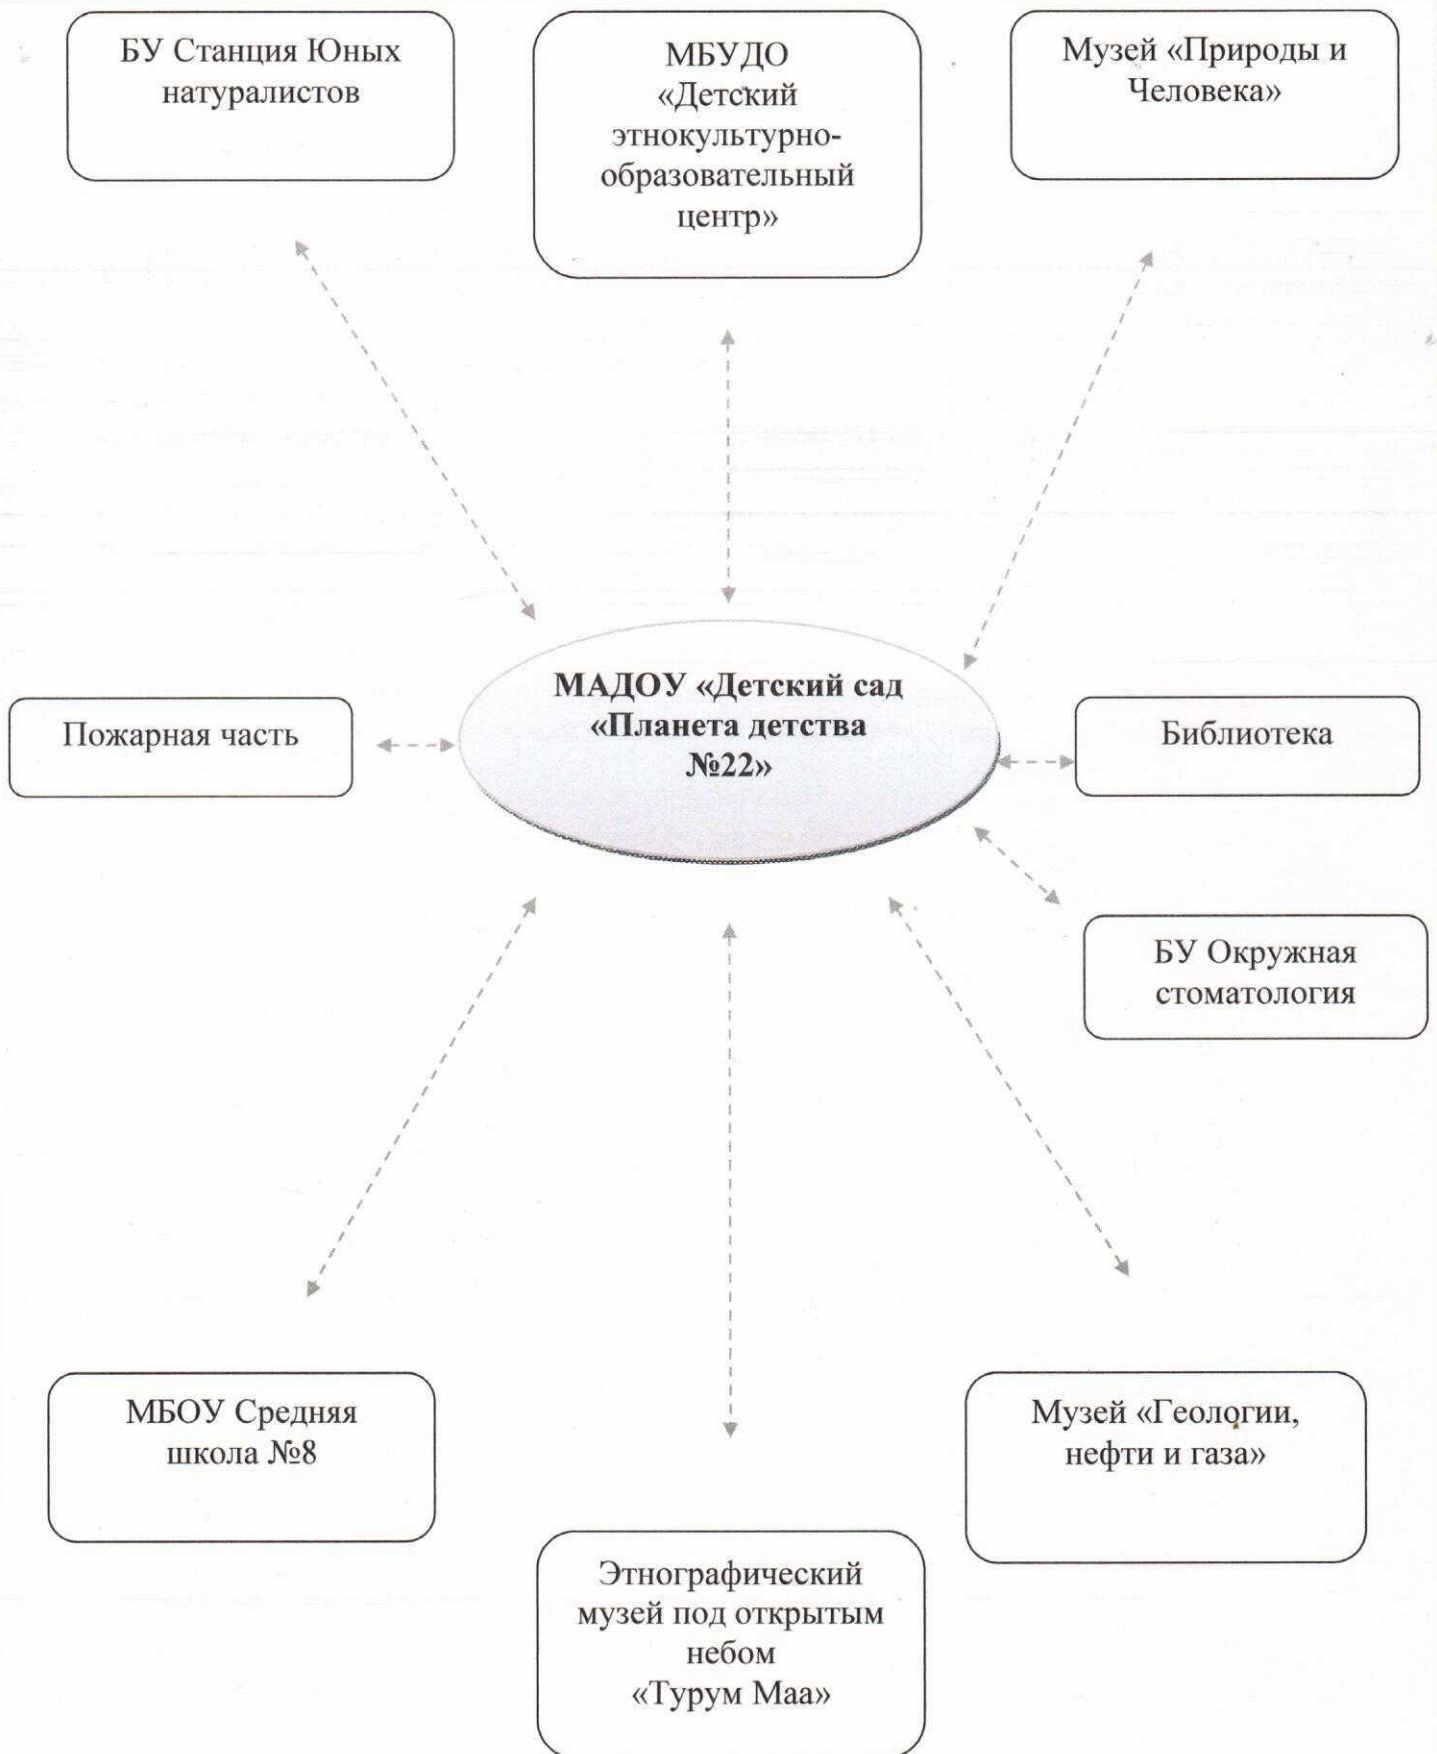 БУ Станция Юных
натуралистов
МБУДО
«Детский
этнокультурно-
образовательный
центр»
Музей «Природы и
Человека»
МАДОУ «Детский сад
«Планета детства
№22»
Пожарная часть
Библиотека
БУ Окружная
стоматология
МБОУ Средняя
школа №8
Музей «Геологии,
нефти и газа»
Этнографический
музей под открытым
небом
«Турум Маа»